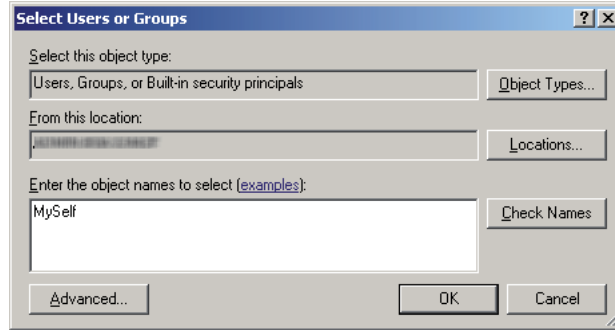 Select Users or Groups
Select this object type:
Users, Groups, or Built-in security principals
Object Types...
From this location:
Locations...
Enter the object names to select (examples):
MySelf
Check Names
Advanced...
OK
Cancel